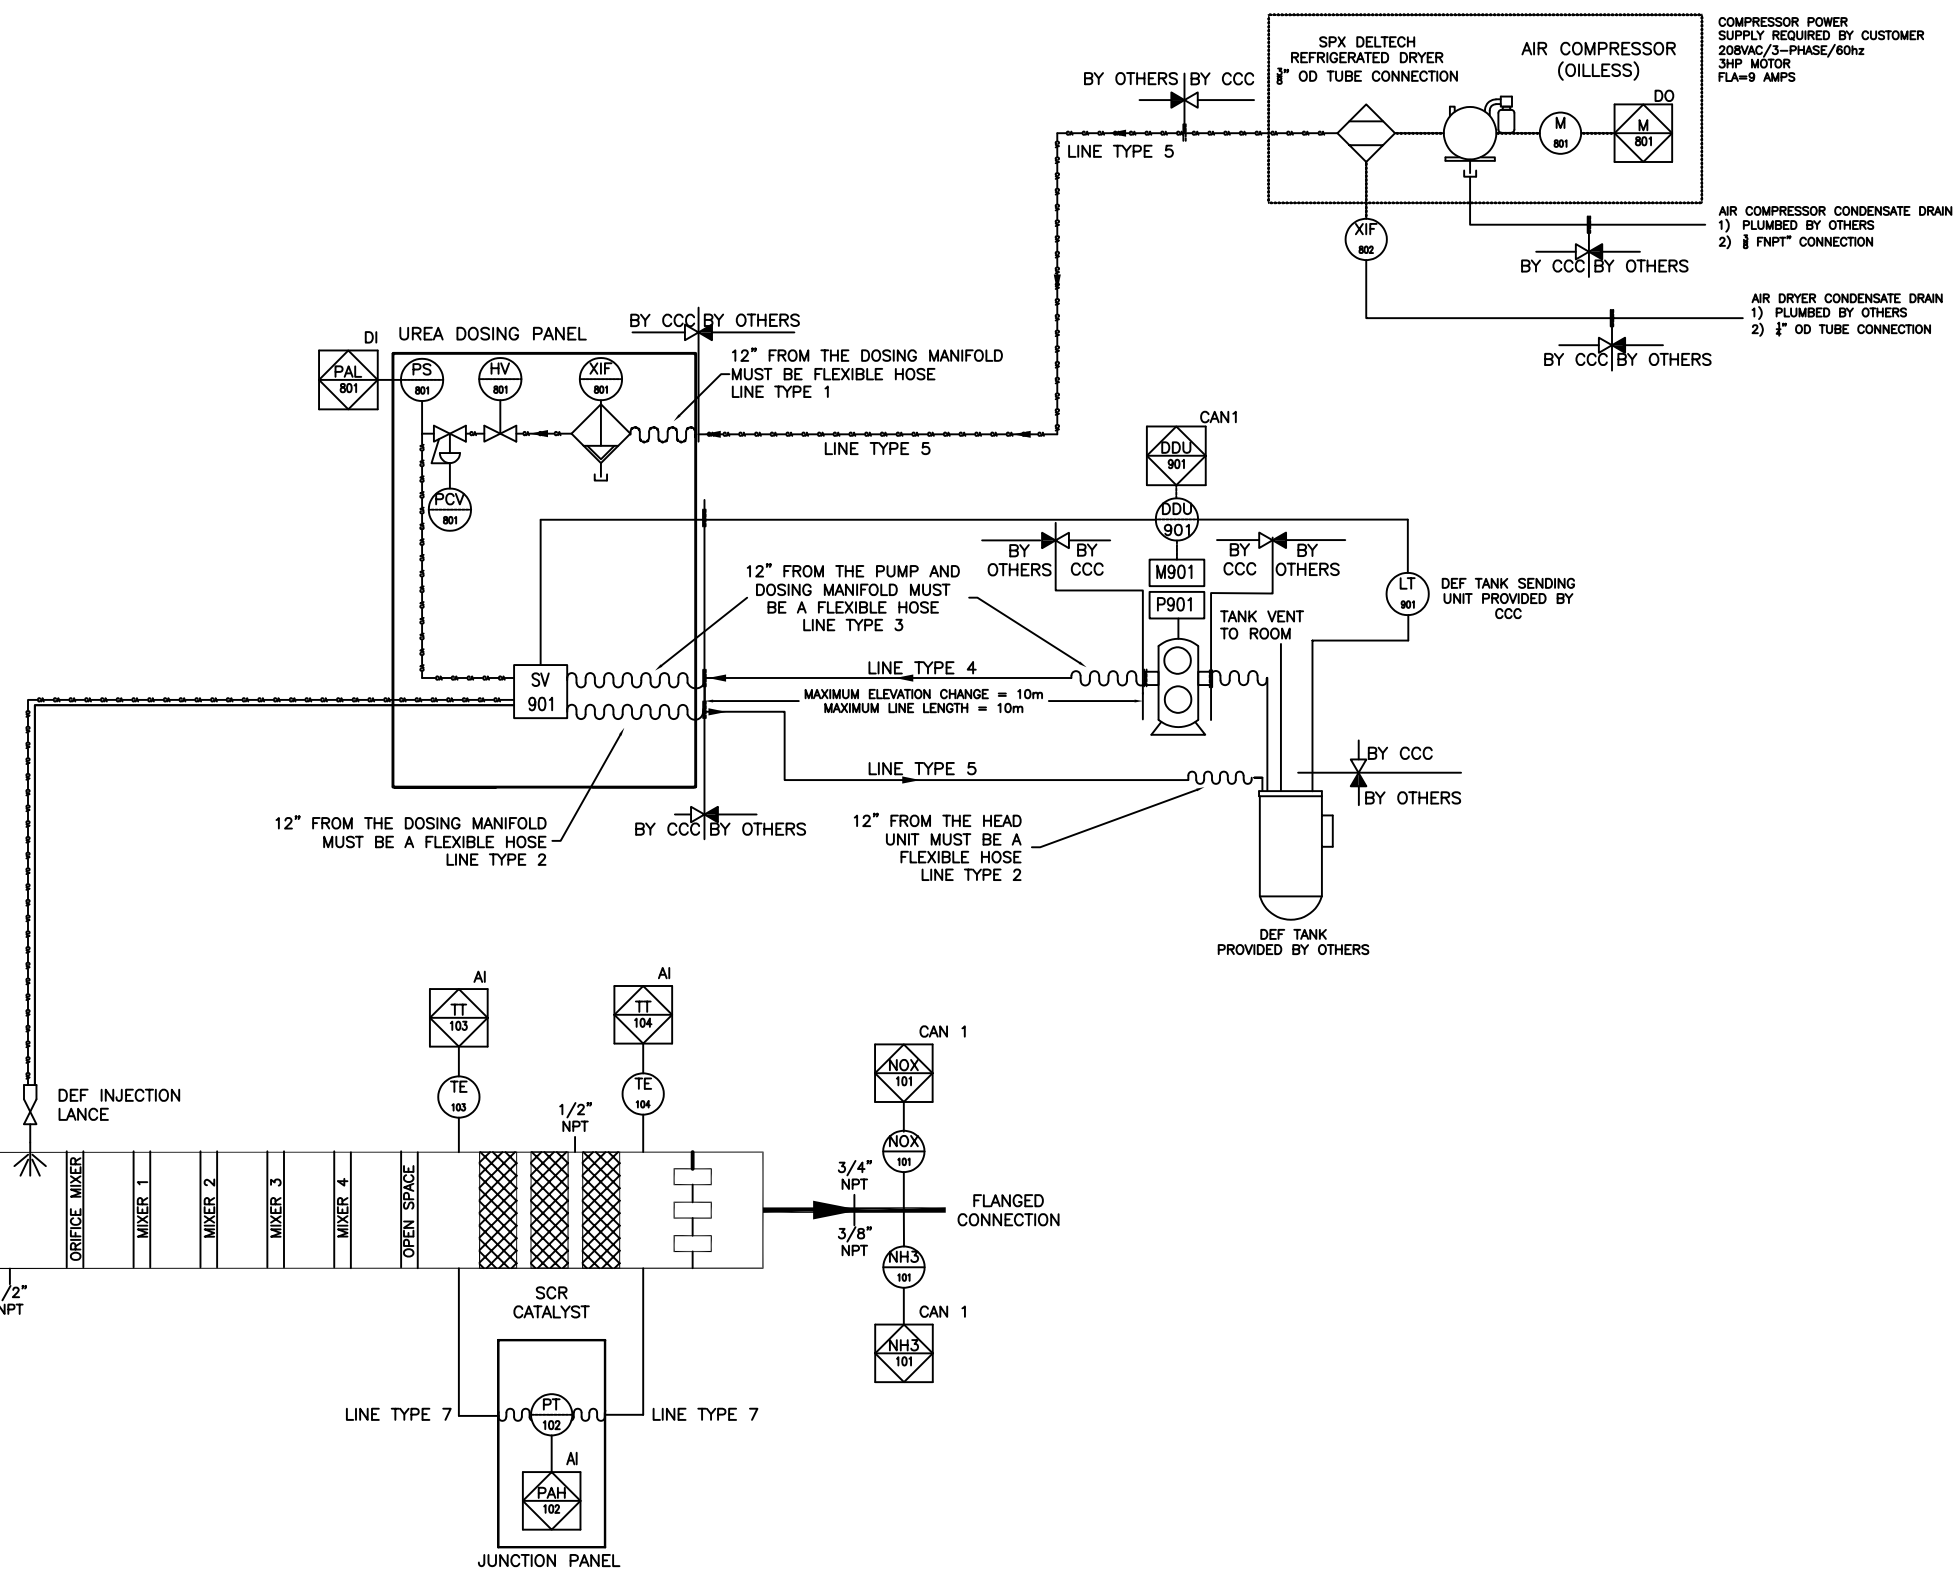 SPX DELTECH
REFRIGERATED DRYER
" OD TUBE CONNECTION
AIR COMPRESSOR
(OILLESS)
DO
M
801
M
801
COMPRESSOR POWER
SUPPLY REQUIRED BY CUSTOMER
208VAC/3-PHASE/60hz
3HP MOTOR
FLA=9 AMPS
BY OTHERS
BY CCC
LINE TYPE 5
XIF
802
AIR COMPRESSOR CONDENSATE DRAIN
1) PLUMBED BY OTHERS
2) FNPT" CONNECTION
BY CCC
BY OTHERS
AIR DRYER CONDENSATE DRAIN
1) PLUMBED BY OTHERS
2) " OD TUBE CONNECTION
BY CCC
BY OTHERS
DI
UREA DOSING PANEL
BY CCC
BY OTHERS
PAL
801
PS
801
HV
801
XIF
801
12" FROM THE DOSING MANIFOLD
MUST BE FLEXIBLE HOSE
LINE TYPE 1
LINE TYPE 5
PCV
801
CAN1
DDU
901
DDU
901
M901
P901
BY
OTHERS
BY
CCC
BY
CCC
BY
OTHERS
12" FROM THE PUMP AND
DOSING MANIFOLD MUST
BE A FLEXIBLE HOSE
LINE TYPE 3
TANK VENT
TO ROOM
LT
901
DEF TANK SENDING
UNIT PROVIDED BY
CCC
SV
901
LINE TYPE 4
MAXIMUM ELEVATION CHANGE = 10m
MAXIMUM LINE LENGTH = 10m
LINE TYPE 5
BY CCC
BY OTHERS
12" FROM THE DOSING MANIFOLD
MUST BE A FLEXIBLE HOSE
LINE TYPE 2
BY CCC
BY OTHERS
12" FROM THE HEAD
UNIT MUST BE A
FLEXIBLE HOSE
LINE TYPE 2
DEF TANK
PROVIDED BY OTHERS
AI
TT
103
TE
103
AI
TT
104
TE
104
CAN 1
NOX
101
NOX
101
DEF INJECTION
LANCE
1/2"
NPT
ORIFICE MIXER
MIXER 1
MIXER 2
MIXER 3
MIXER 4
OPEN SPACE
3/4"
NPT
3/8"
NPT
FLANGED
CONNECTION
NH3
101
CAN 1
NH3
101
/2"
NPT
SCR
CATALYST
LINE TYPE 7
PT
102
LINE TYPE 7
AI
PAH
102
JUNCTION PANEL